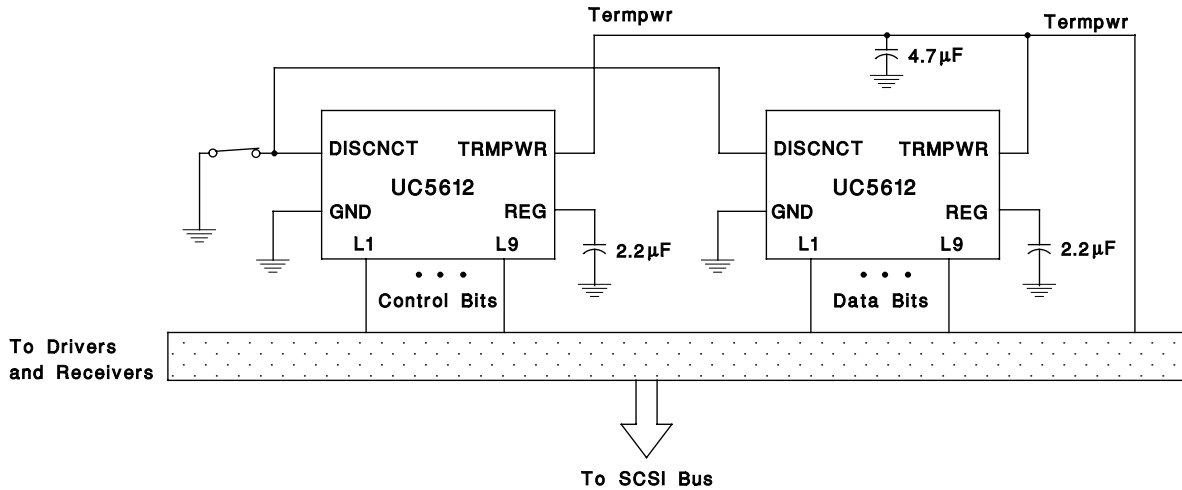 Termpwr
Termpwr
4.7µF
DISCNCT TRMPWR
UC5612
GND REG
L1 L9
2.2µF
Control Bits
DISCNCT TRMPWR
UC5612
GND REG
L1 L9
2.2µF
Data Bits
To Drivers
and Receivers
To SCSI Bus